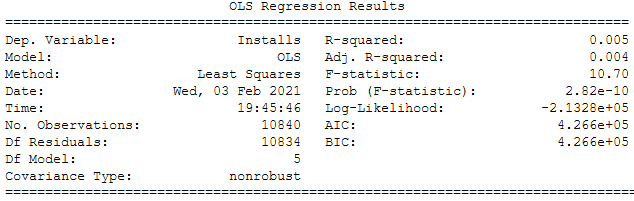 OLS Regression Results
==============================================================================
Dep. Variable: Installs R-squared: 0.005
Model: OLS Adj. R-squared: 0.004
Method: Least Squares F-statistic: 10.70
Date: Wed, 03 Feb 2021 Prob (F-statistic): 2.82e-10
Time: 19:45:46 Log-Likelihood: -2.1328e+05
No. Observations: 10840 AIC: 4.266e+05
Df Residuals: 10834 BIC: 4.266e+05
Df Model: 5
Covariance Type: nonrobust
==============================================================================